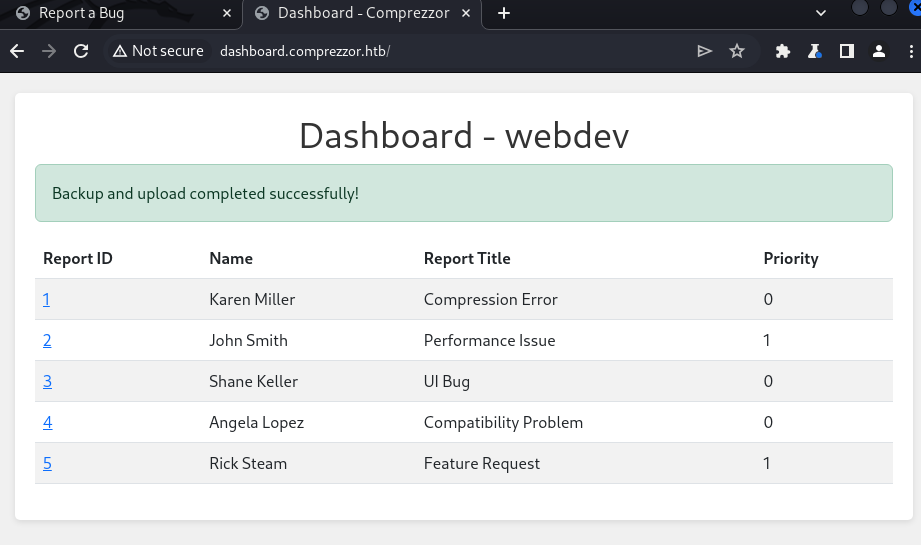 Report a Bug
Dashboard - Comprezzor
Not secure dashboard.comprezzor.htb/
Dashboard - webdev
Backup and upload completed successfully!
Report ID Name Report Title Priority
1 Karen Miller Compression Error 0
2 John Smith Performance Issue 1
3 Shane Keller UI Bug 0
4 Angela Lopez Compatibility Problem 0
5 Rick Steam Feature Request 1